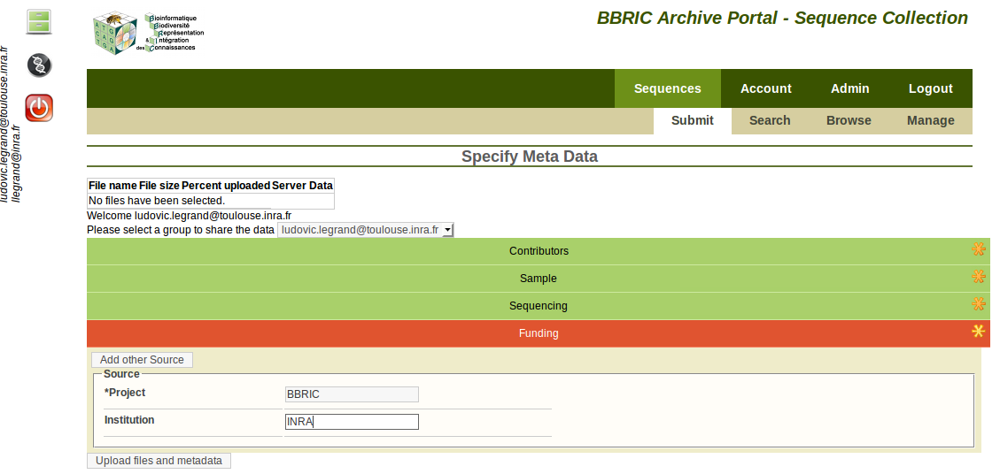 ludovic.legrand@toulouse.inra.fr
llegrand@inra.fr
Bioinformatique
Biodiversité
Représentation
& Intégration
des Connaissances
BBRIC Archive Portal - Sequence Collection
Sequences Account Admin Logout
Submit Search Browse Manage
Specify Meta Data
File name File size Percent uploaded Server Data
No files have been selected.
Welcome ludovic.legrand@toulouse.inra.fr
Please select a group to share the data ludovic.legrand@toulouse.inra.fr
Contributors
Sample
Sequencing
Funding
Add other Source
Source
*Project BBRIC
Institution INRA
Upload files and metadata